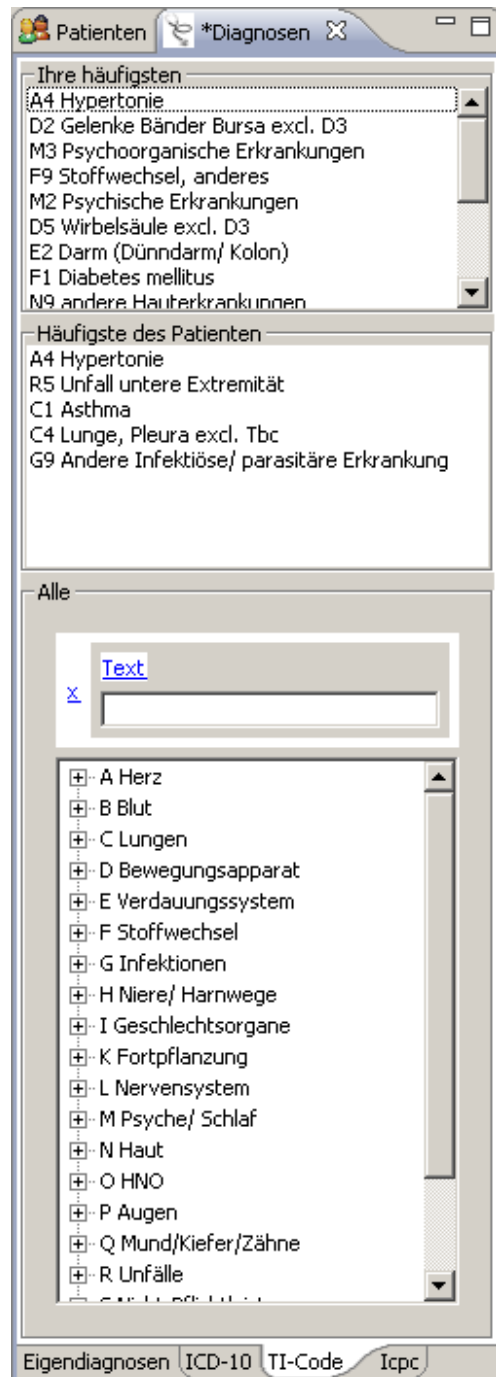 Patienten *Diagnosen
Ihre häufigsten
A4 Hypertonie
D2 Gelenke Bänder Bursa excl. D3
M3 Psychoorganische Erkrankungen
F9 Stoffwechsel, anderes
M2 Psychische Erkrankungen
D5 Wirbelsäule excl. D3
E2 Darm (Dünndarm/ Kolon)
F1 Diabetes mellitus
N9 andere Hauterkrankungen
Häufigste des Patienten
A4 Hypertonie
R5 Unfall untere Extremität
C1 Asthma
C4 Lunge, Pleura excl. Tbc
G9 Andere Infektiöse/ parasitäre Erkrankung
Alle
Text
x
A Herz
B Blut
C Lungen
D Bewegungsapparat
E Verdauungssystem
F Stoffwechsel
G Infektionen
H Niere/ Harnwege
I Geschlechtsorgane
K Fortpflanzung
L Nervensystem
M Psyche/ Schlaf
N Haut
O HNO
P Augen
Q Mund/Kiefer/Zähne
R Unfälle
Eigendiagnosen ICD-10 TI-Code Icpc